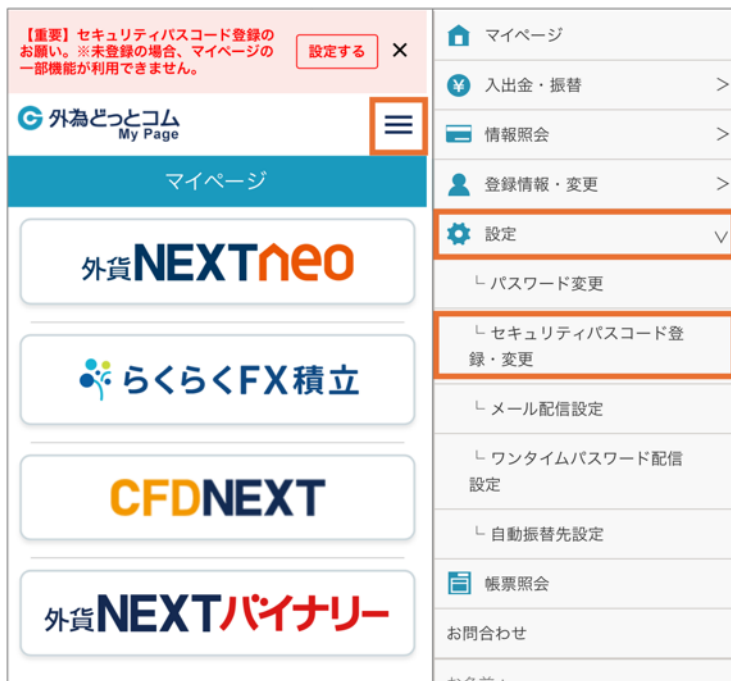 【重要】セキュリティパスコード登録の
お願い。※未登録の場合、マイページの
一部機能が利用できません。
設定する
×
外為どっとコム
My Page
マイページ
外貨NEXTneo
らくらくFX積立
CFDNEXT
外貨NEXTバイナリー
マイページ
入出金・振替 >
情報照会 >
登録情報・変更 >
設定
└ パスワード変更
└ セキュリティパスコード登
録・変更
└ メール配信設定
└ ワンタイムパスワード配信
設定
└ 自動振替先設定
帳票照会
お問合わせ